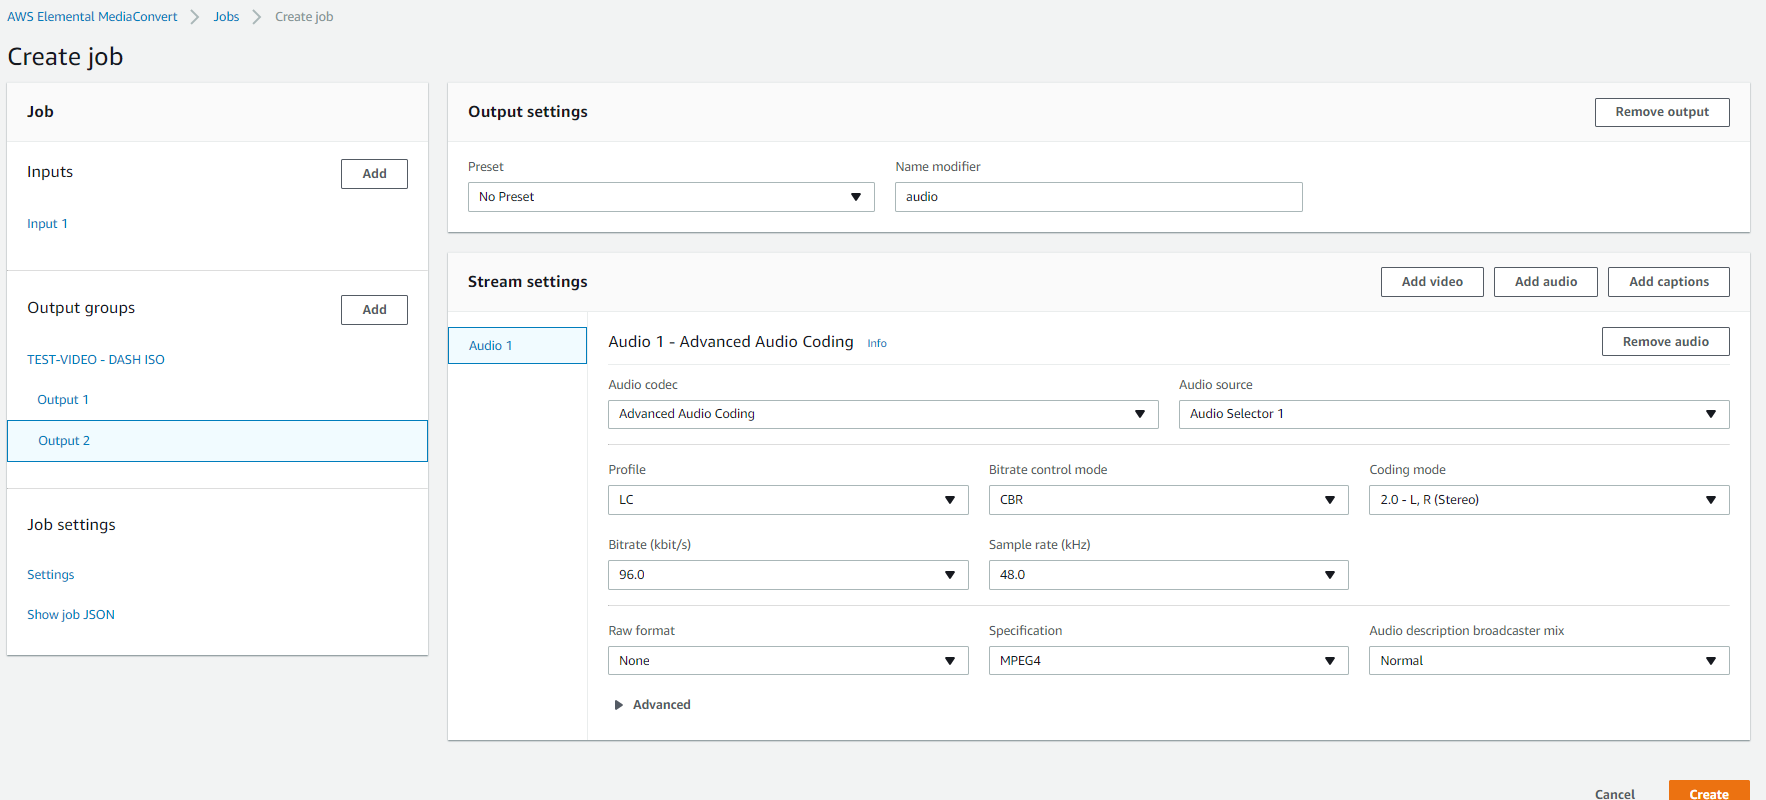 AWS Elemental MediaConvert > Jobs > Create job
Create job
Job
Inputs
Add
Input 1
Output groups
Add
TEST-VIDEO - DASH ISO
Output 1
Output 2
Job settings
Settings
Show job JSON
Output settings
Remove output
Preset
Name modifier
No Preset
audio
Stream settings
Add video
Add audio
Add captions
Audio 1
Audio 1 - Advanced Audio Coding Info
Remove audio
Audio codec
Audio source
Advanced Audio Coding
Audio Selector 1
Profile
Bitrate control mode
Coding mode
LC
CBR
2.0 - L, R (Stereo)
Bitrate (kbit/s)
Sample rate (kHz)
96.0
48.0
Raw format
Specification
Audio description broadcaster mix
None
MPEG4
Normal
Advanced
Cancel
Create